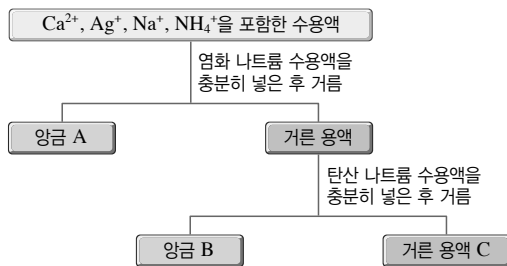 Ca²⁺, Ag⁺, Na⁺, NH₄⁺을 포함한 수용액
염화 나트륨 수용액을
충분히 넣은 후 거름
앙금 A
거른 용액
탄산 나트륨 수용액을
충분히 넣은 후 거름
앙금 B
거른 용액 C